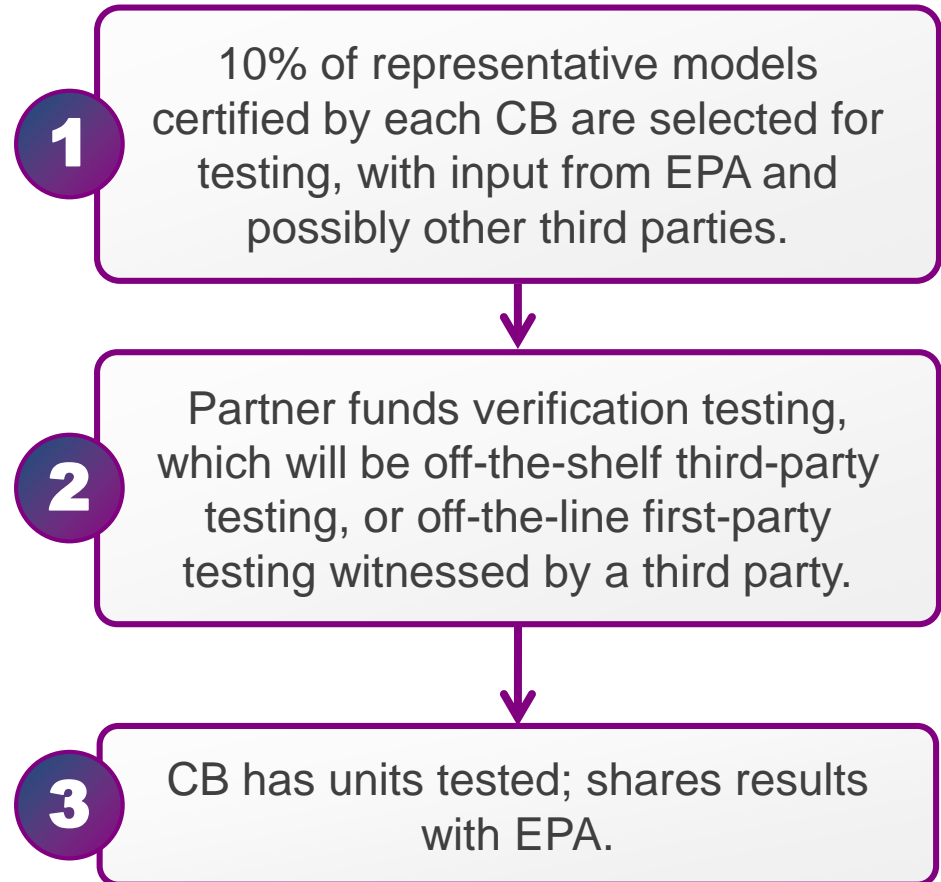 1
10% of representative models
certified by each CB are selected for
testing, with input from EPA and
possibly other third parties.
2
Partner funds verification testing,
which will be off-the-shelf third-party
testing, or off-the-line first-party
testing witnessed by a third party.
3
CB has units tested; shares results
with EPA.